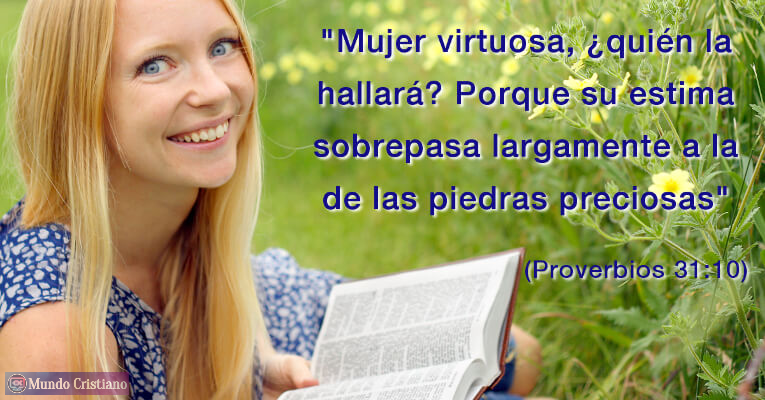 "Mujer virtuosa, ¿quién la
hallará? Porque su estima
sobrepasa largamente a la
de las piedras preciosas"
(Proverbios 31:10)
Mundo Cristiano